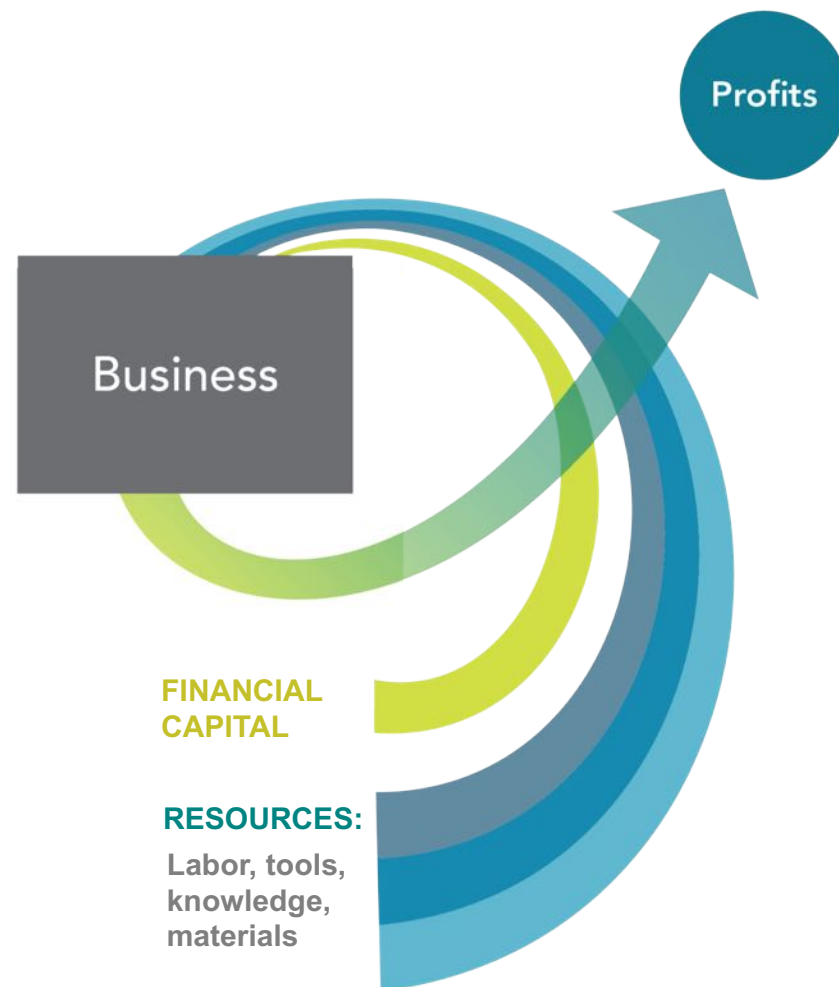 Profits
Business
FINANCIAL
CAPITAL
RESOURCES:
Labor, tools,
knowledge,
materials